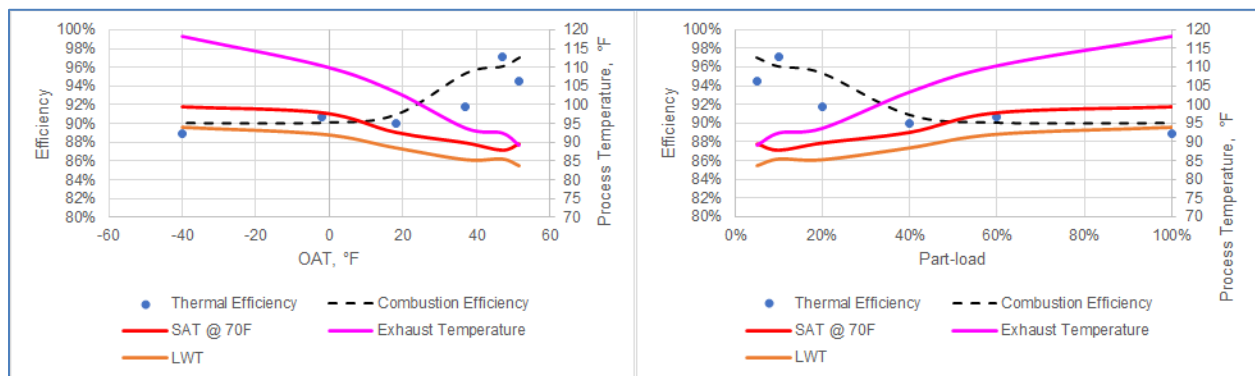 100%
98%
96%
94%
92%
90%
88%
86%
84%
82%
80%
Efficiency
120
115
110
105
100
95
90
85
80
75
70
Process Temperature, °F
-60 -40 -20 0 20 40 60
OAT, °F
Thermal Efficiency
Combustion Efficiency
SAT @ 70F
Exhaust Temperature
LWT
100%
98%
96%
94%
92%
90%
88%
86%
84%
82%
80%
Efficiency
120
115
110
105
100
95
90
85
80
75
70
Process Temperature, °F
0% 20% 40% 60% 80% 100%
Part-load
Thermal Efficiency
Combustion Efficiency
SAT @ 70F
Exhaust Temperature
LWT